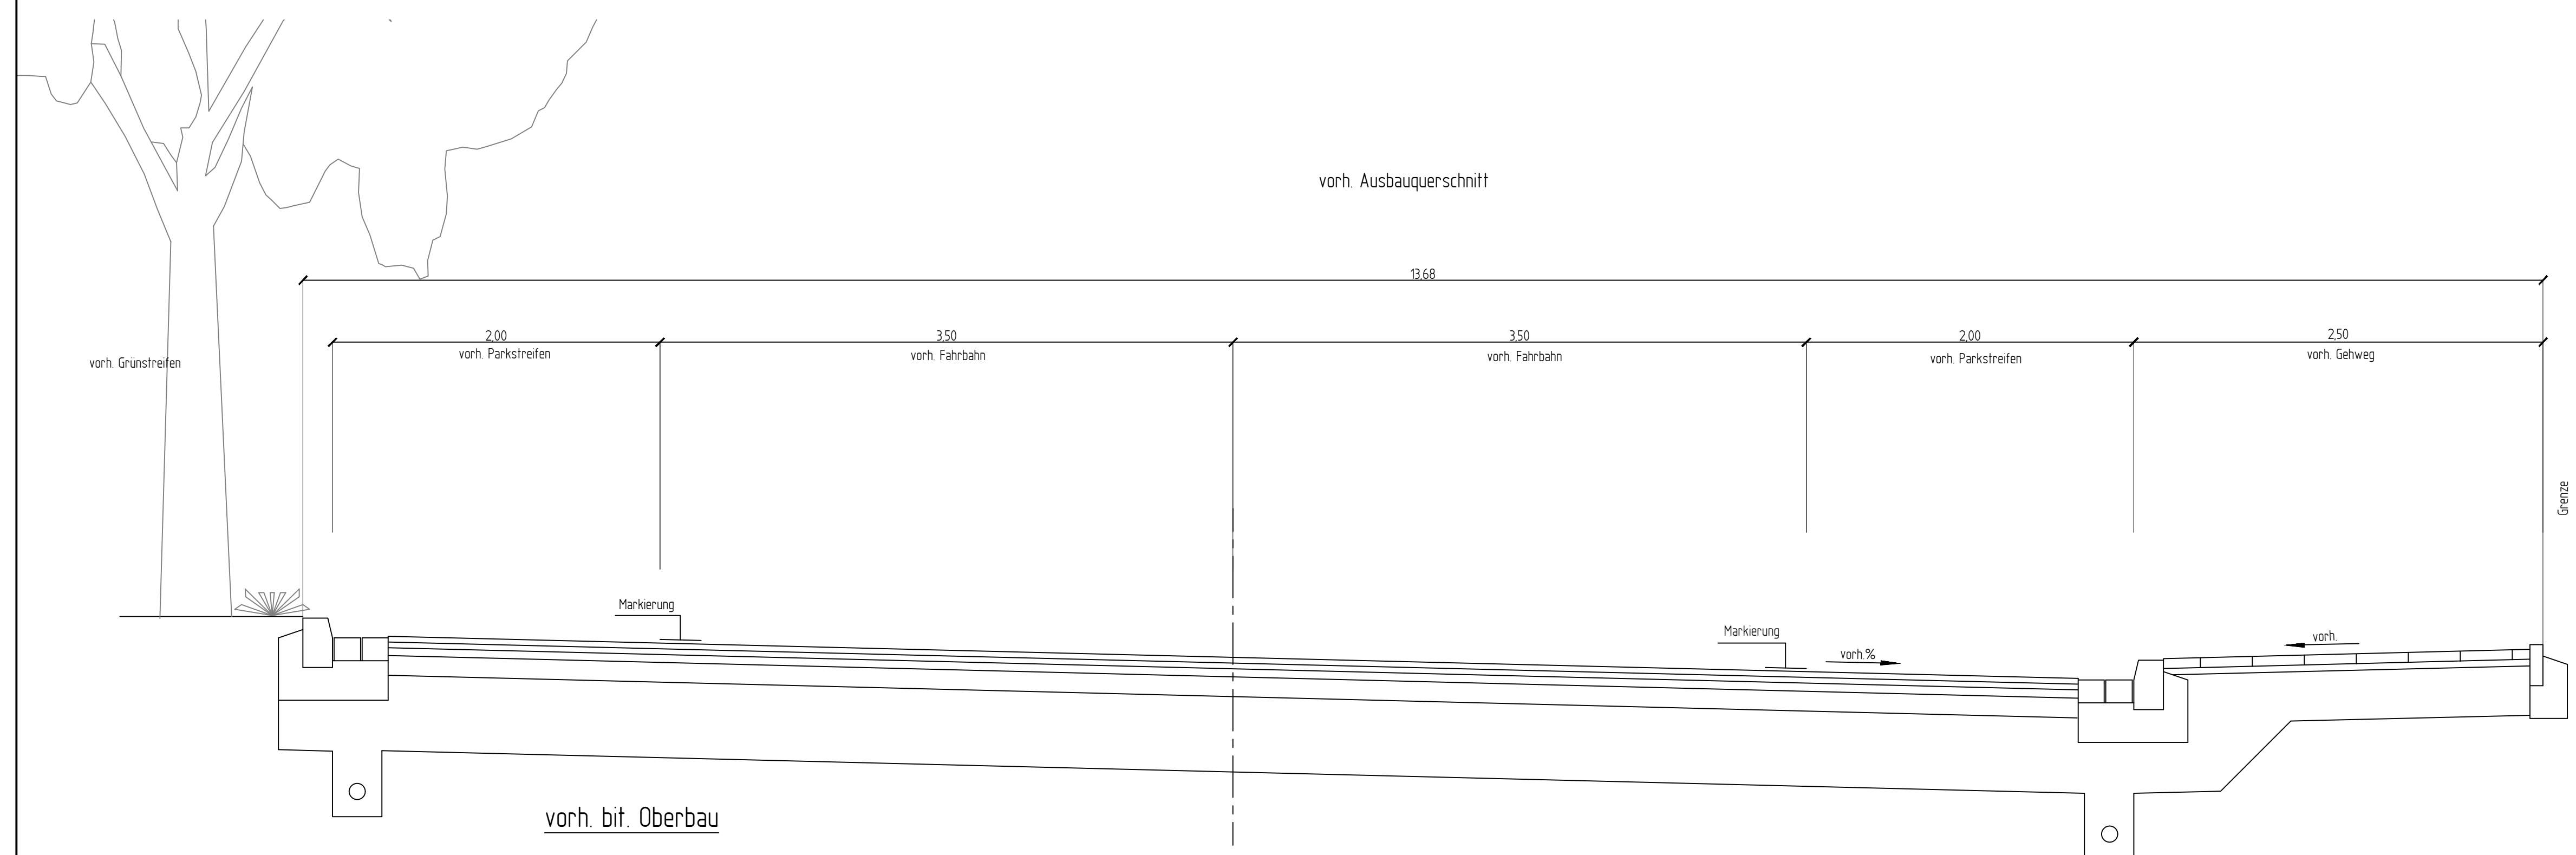 vorh. Ausbauquerschnitt
13,68
2,00
3,50
3,50
2,00
2,50
vorh. Grünstreifen
vorh. Parkstreifen
vorh. Fahrbahn
vorh. Fahrbahn
vorh. Parkstreifen
vorh. Gehweg
Grenze
Markierung
Markierung
vorh.%
vorh.
vorh. bit. Oberbau